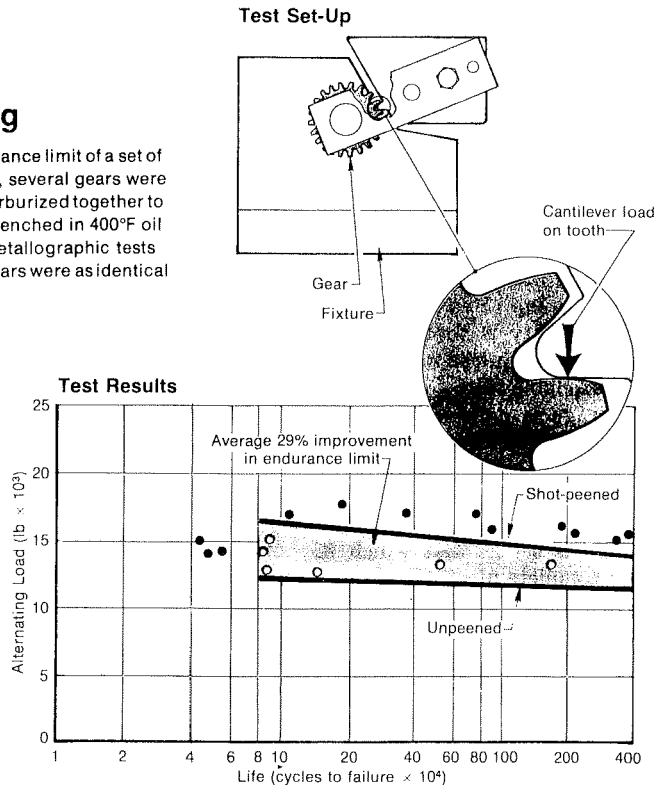 Test Set-Up
g
ance limit of a set of
, several gears were
rburized together to
enched in 400°F oil
etallographic tests
ars were as identical
Cantilever load
on tooth
Gear
Fixture
Test Results
25
20
15
10
5
0
Alternating Load (lb × 10³)
Average 29% improvement
in endurance limit
Shot-peened
Unpeened
1 2 4 6 8 10 20 40 60 80 100 200 400
Life (cycles to failure × 10⁴)